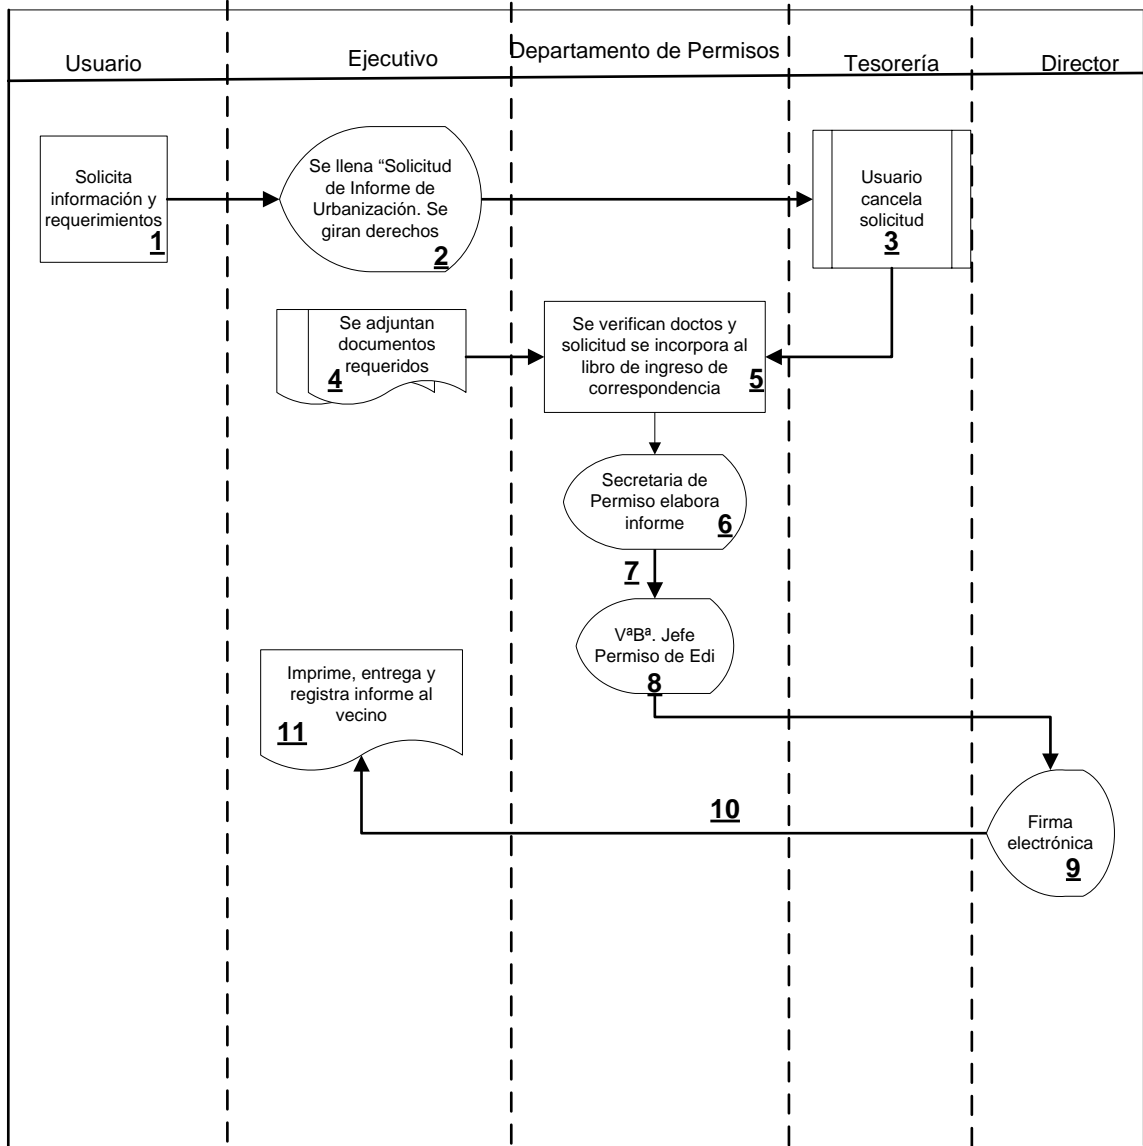 Usuario
Ejecutivo
Departamento de Permisos
Tesorería
Director
Solicita
información y
requerimientos
1
Se llena “Solicitud
de Informe de
Urbanización. Se
giran derechos
2
Usuario
cancela
solicitud
3
Se adjuntan
documentos
requeridos
4
Se verifican doctos y
solicitud se incorpora al
libro de ingreso de
correspondencia
5
Secretaria de
Permiso elabora
informe
6
7
VªBª. Jefe
Permiso de Edi
8
Firma
electrónica
9
10
Imprime, entrega y
registra informe al
vecino
11